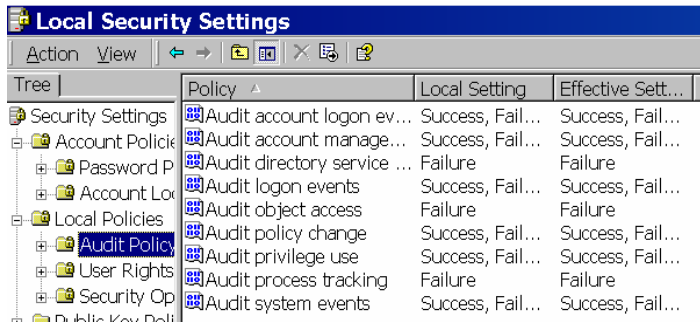 Local Security Settings
Action View
Tree
Policy Local Setting Effective Sett...
Security Settings
Account Policie
Password P
Account Lo
Local Policies
Audit Policy
User Rights
Security Op
Public Key Poli
Audit account logon ev... Success, Fail... Success, Fail...
Audit account manage... Success, Fail... Success, Fail...
Audit directory service ... Failure Failure
Audit logon events Success, Fail... Success, Fail...
Audit object access Failure Failure
Audit policy change Success, Fail... Success, Fail...
Audit privilege use Success, Fail... Success, Fail...
Audit process tracking Failure Failure
Audit system events Success, Fail... Success, Fail...